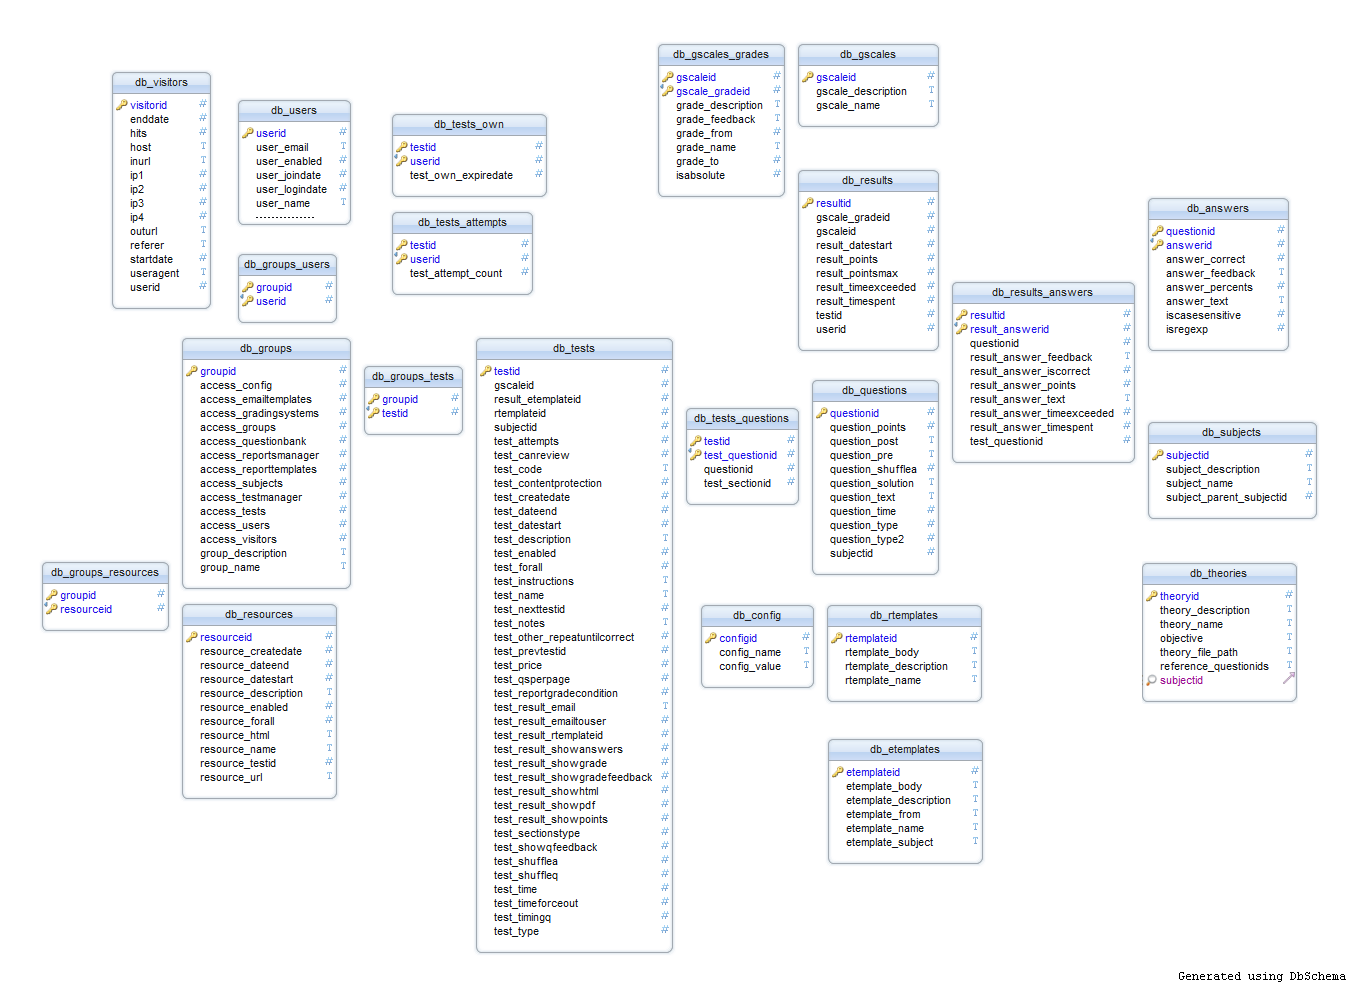 db_visitors
visitorid #
enddate #
hits #
host T
inurl T
ip1 #
ip2 #
ip3 #
ip4 #
outurl T
referer T
startdate #
useragent T
userid #
db_users
userid #
user_email T
user_enabled #
user_joindate #
user_logindate #
user_name T
---------------
db_groups_users
groupid #
userid #
db_tests_own
testid #
userid #
test_own_expiredate #
db_tests_attempts
testid #
userid #
test_attempt_count #
db_gscales_grades
gscaleid #
gscale_gradeid #
grade_description T
grade_feedback T
grade_from #
grade_name T
grade_to #
isabsolute #
db_gscales
gscaleid #
gscale_description T
gscale_name T
db_results
resultid #
gscale_gradeid #
gscaleid #
result_datestart #
result_points #
result_pointsmax #
result_timeexceeded #
result_timespent #
testid #
userid #
db_results_answers
resultid #
result_answerid #
questionid #
result_answer_feedback T
result_answer_iscorrect #
result_answer_points #
result_answer_text T
result_answer_timeexceeded #
result_answer_timespent #
test_questionid #
db_answers
questionid #
answerid #
answer_correct #
answer_feedback T
answer_percents #
answer_text T
iscasesensitive #
isregexp #
db_groups
groupid #
access_config #
access_emailtemplates #
access_gradingsystems #
access_groups #
access_questionbank #
access_reportsmanager #
access_reporttemplates #
access_subjects #
access_testmanager #
access_tests #
access_users #
access_visitors #
group_description T
group_name T
db_groups_tests
groupid #
testid #
db_tests
testid #
gscaleid #
result_etemplateid #
rtemplateid #
subjectid #
test_attempts #
test_canreview #
test_code T
test_contentprotection #
test_createdate #
test_dateend #
test_datestart #
test_description T
test_enabled #
test_forall #
test_instructions T
test_name T
test_nexttestid #
test_notes T
test_other_repeatuntilcorrect #
test_prevtestid #
test_price #
test_qsperpage #
test_reportgradecondition #
test_result_email T
test_result_emailtouser #
test_result_rtemplateid #
test_result_showanswers #
test_result_showgrade #
test_result_showgradefeedback #
test_result_showhtml #
test_result_showpdf #
test_result_showpoints #
test_sectionstype #
test_showqfeedback #
test_shufflea #
test_shuffleq #
test_time #
test_timeforceout #
test_timingq #
test_type #
db_tests_questions
testid #
test_questionid #
questionid #
test_sectionid #
db_questions
questionid #
question_points #
question_post T
question_pre T
question_shufflea #
question_solution T
question_text T
question_time #
question_type #
question_type2 #
subjectid #
db_subjects
subjectid #
subject_description T
subject_name T
subject_parent_subjectid #
db_groups_resources
groupid #
resourceid #
db_resources
resourceid #
resource_createdate #
resource_dateend #
resource_datestart #
resource_description T
resource_enabled #
resource_forall #
resource_html T
resource_name T
resource_testid #
resource_url T
db_config
configid #
config_name T
config_value T
db_rtemplates
rtemplateid #
rtemplate_body T
rtemplate_description T
rtemplate_name T
db_theories
theoryid #
theory_description T
theory_name T
objective T
theory_file_path T
reference_questionids T
subjectid
db_etemplates
etemplateid #
etemplate_body T
etemplate_description T
etemplate_from T
etemplate_name T
etemplate_subject T
Generated using DbSchema